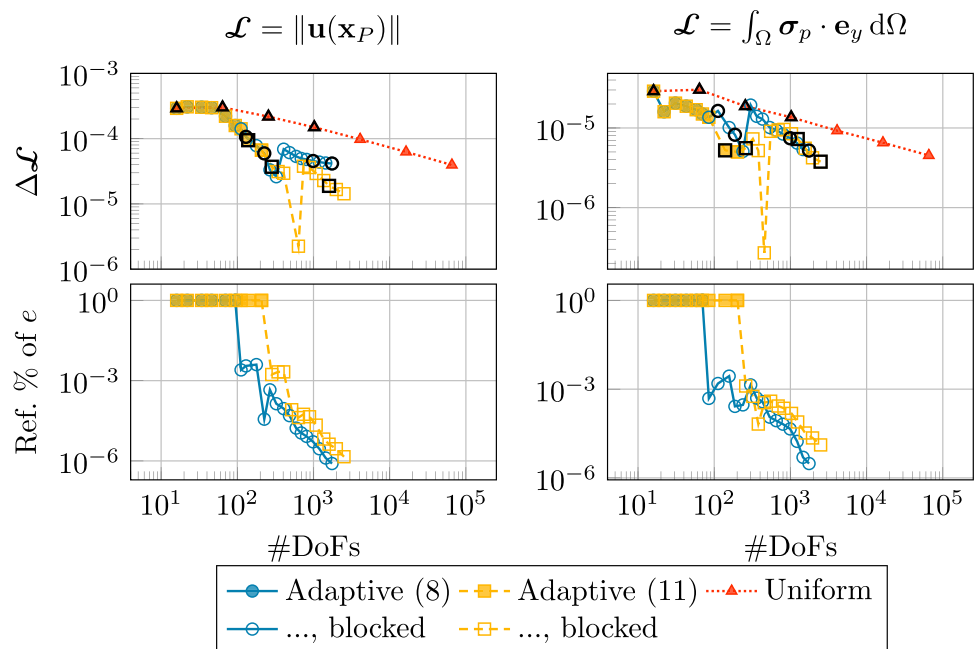 𝓛 = ‖𝐮(𝐱_P)‖
𝓛 = ∫_Ω 𝝈_p · 𝐞_y dΩ
Δ𝓛
10^−3
10^−4
10^−5
10^−6
10^−5
10^−6
Ref. % of e
10^0
10^−3
10^−6
10^0
10^−3
10^−6
10^1 10^2 10^3 10^4 10^5
10^1 10^2 10^3 10^4 10^5
#DoFs
#DoFs
Adaptive (8) Adaptive (11) Uniform
..., blocked ..., blocked